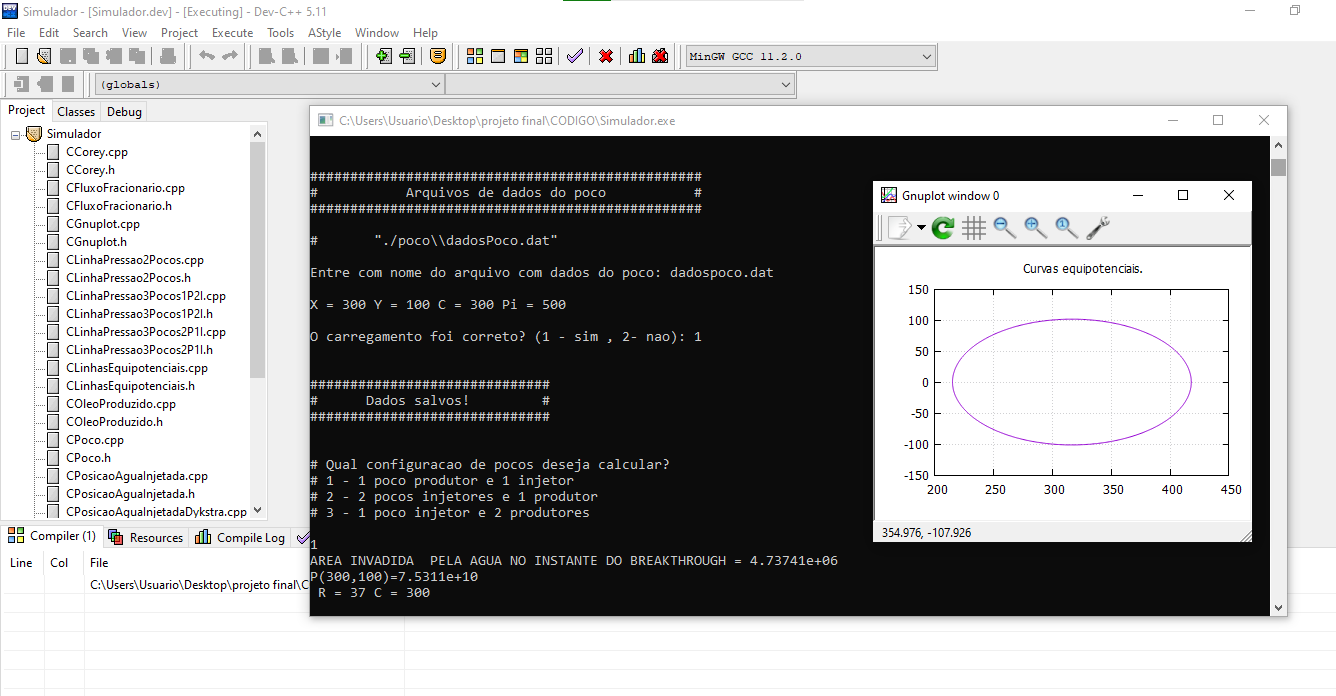 Simulador - [Simulador.dev] - [Executing] - Dev-C++ 5.11
File Edit Search View Project Execute Tools AStyle Window Help
MinGW GCC 11.2.0
(globals)
Project Classes Debug
Simulador
CCorey.cpp
CCorey.h
CFluxoFracionario.cpp
CFluxoFracionario.h
CGnuplot.cpp
CGnuplot.h
CLinhaPressao2Pocos.cpp
CLinhaPressao2Pocos.h
CLinhaPressao3Pocos1P2I.cpp
CLinhaPressao3Pocos1P2I.h
CLinhaPressao3Pocos2P1I.cpp
CLinhaPressao3Pocos2P1I.h
CLinhasEquipotenciais.cpp
CLinhasEquipotenciais.h
COleoProduzido.cpp
COleoProduzido.h
CPoco.cpp
CPoco.h
CPosicaoAguaInjetada.cpp
CPosicaoAguaInjetada.h
CPosicaoAguaInjetadaDykstra.cpp
Compiler (1) Resources Compile Log
Line Col File
C:\Users\Usuario\Desktop\projeto final\C
C:\Users\Usuario\Desktop\projeto final\CODIGO\Simulador.exe
#################################################
# Arquivos de dados do poco #
#################################################
# "./poco\\dadosPoco.dat"
Entre com nome do arquivo com dados do poco: dadospoco.dat
X = 300 Y = 100 C = 300 Pi = 500
O carregamento foi correto? (1 - sim , 2- nao): 1
##############################
# Dados salvos! #
##############################
# Qual configuracao de pocos deseja calcular?
# 1 - 1 poco produtor e 1 injetor
# 2 - 2 pocos injetores e 1 produtor
# 3 - 1 poco injetor e 2 produtores
1
AREA INVADIDA PELA AGUA NO INSTANTE DO BREAKTHROUGH = 4.73741e+06
P(300,100)=7.5311e+10
R = 37 C = 300
Gnuplot window 0
Curvas equipotenciais.
150
100
50
0
-50
-100
-150
200 250 300 350 400 450
354.976, -107.926